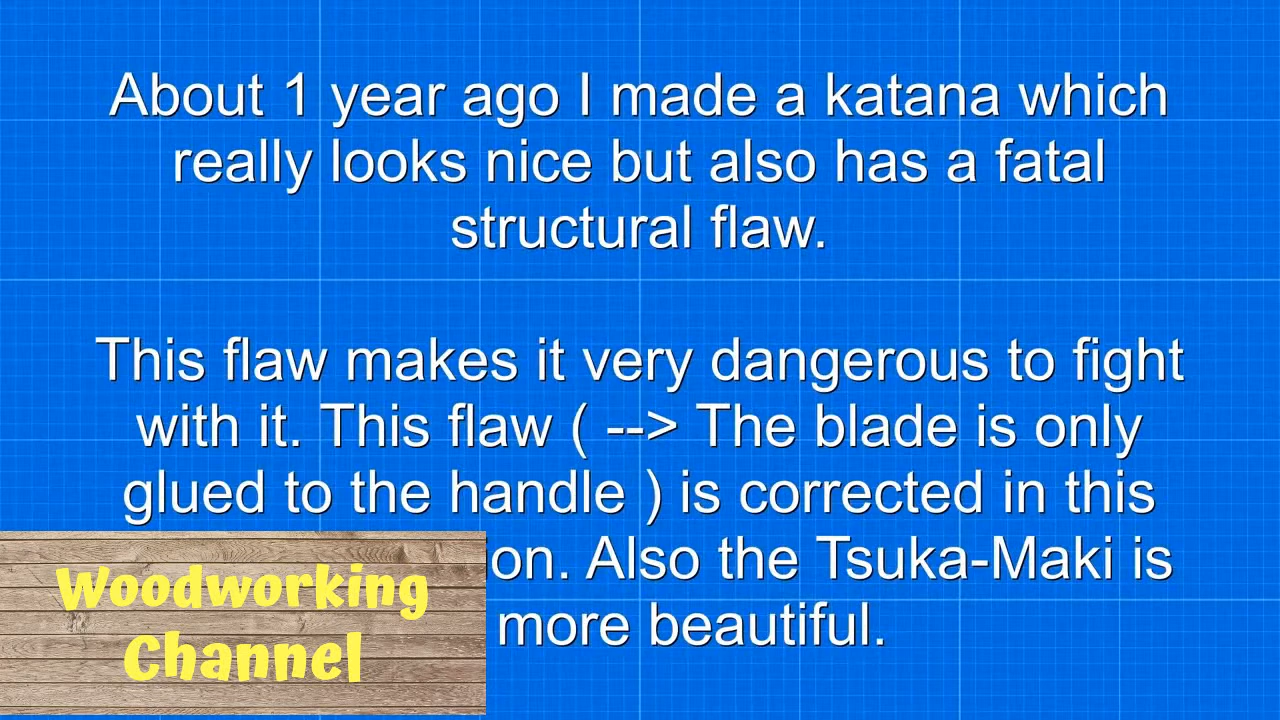 About 1 year ago I made a katana which
really looks nice but also has a fatal
structural flaw.
This flaw makes it very dangerous to fight
with it. This flaw ( --> The blade is only
glued to the handle ) is corrected in this
on. Also the Tsuka-Maki is
more beautiful.
Woodworking
Channel